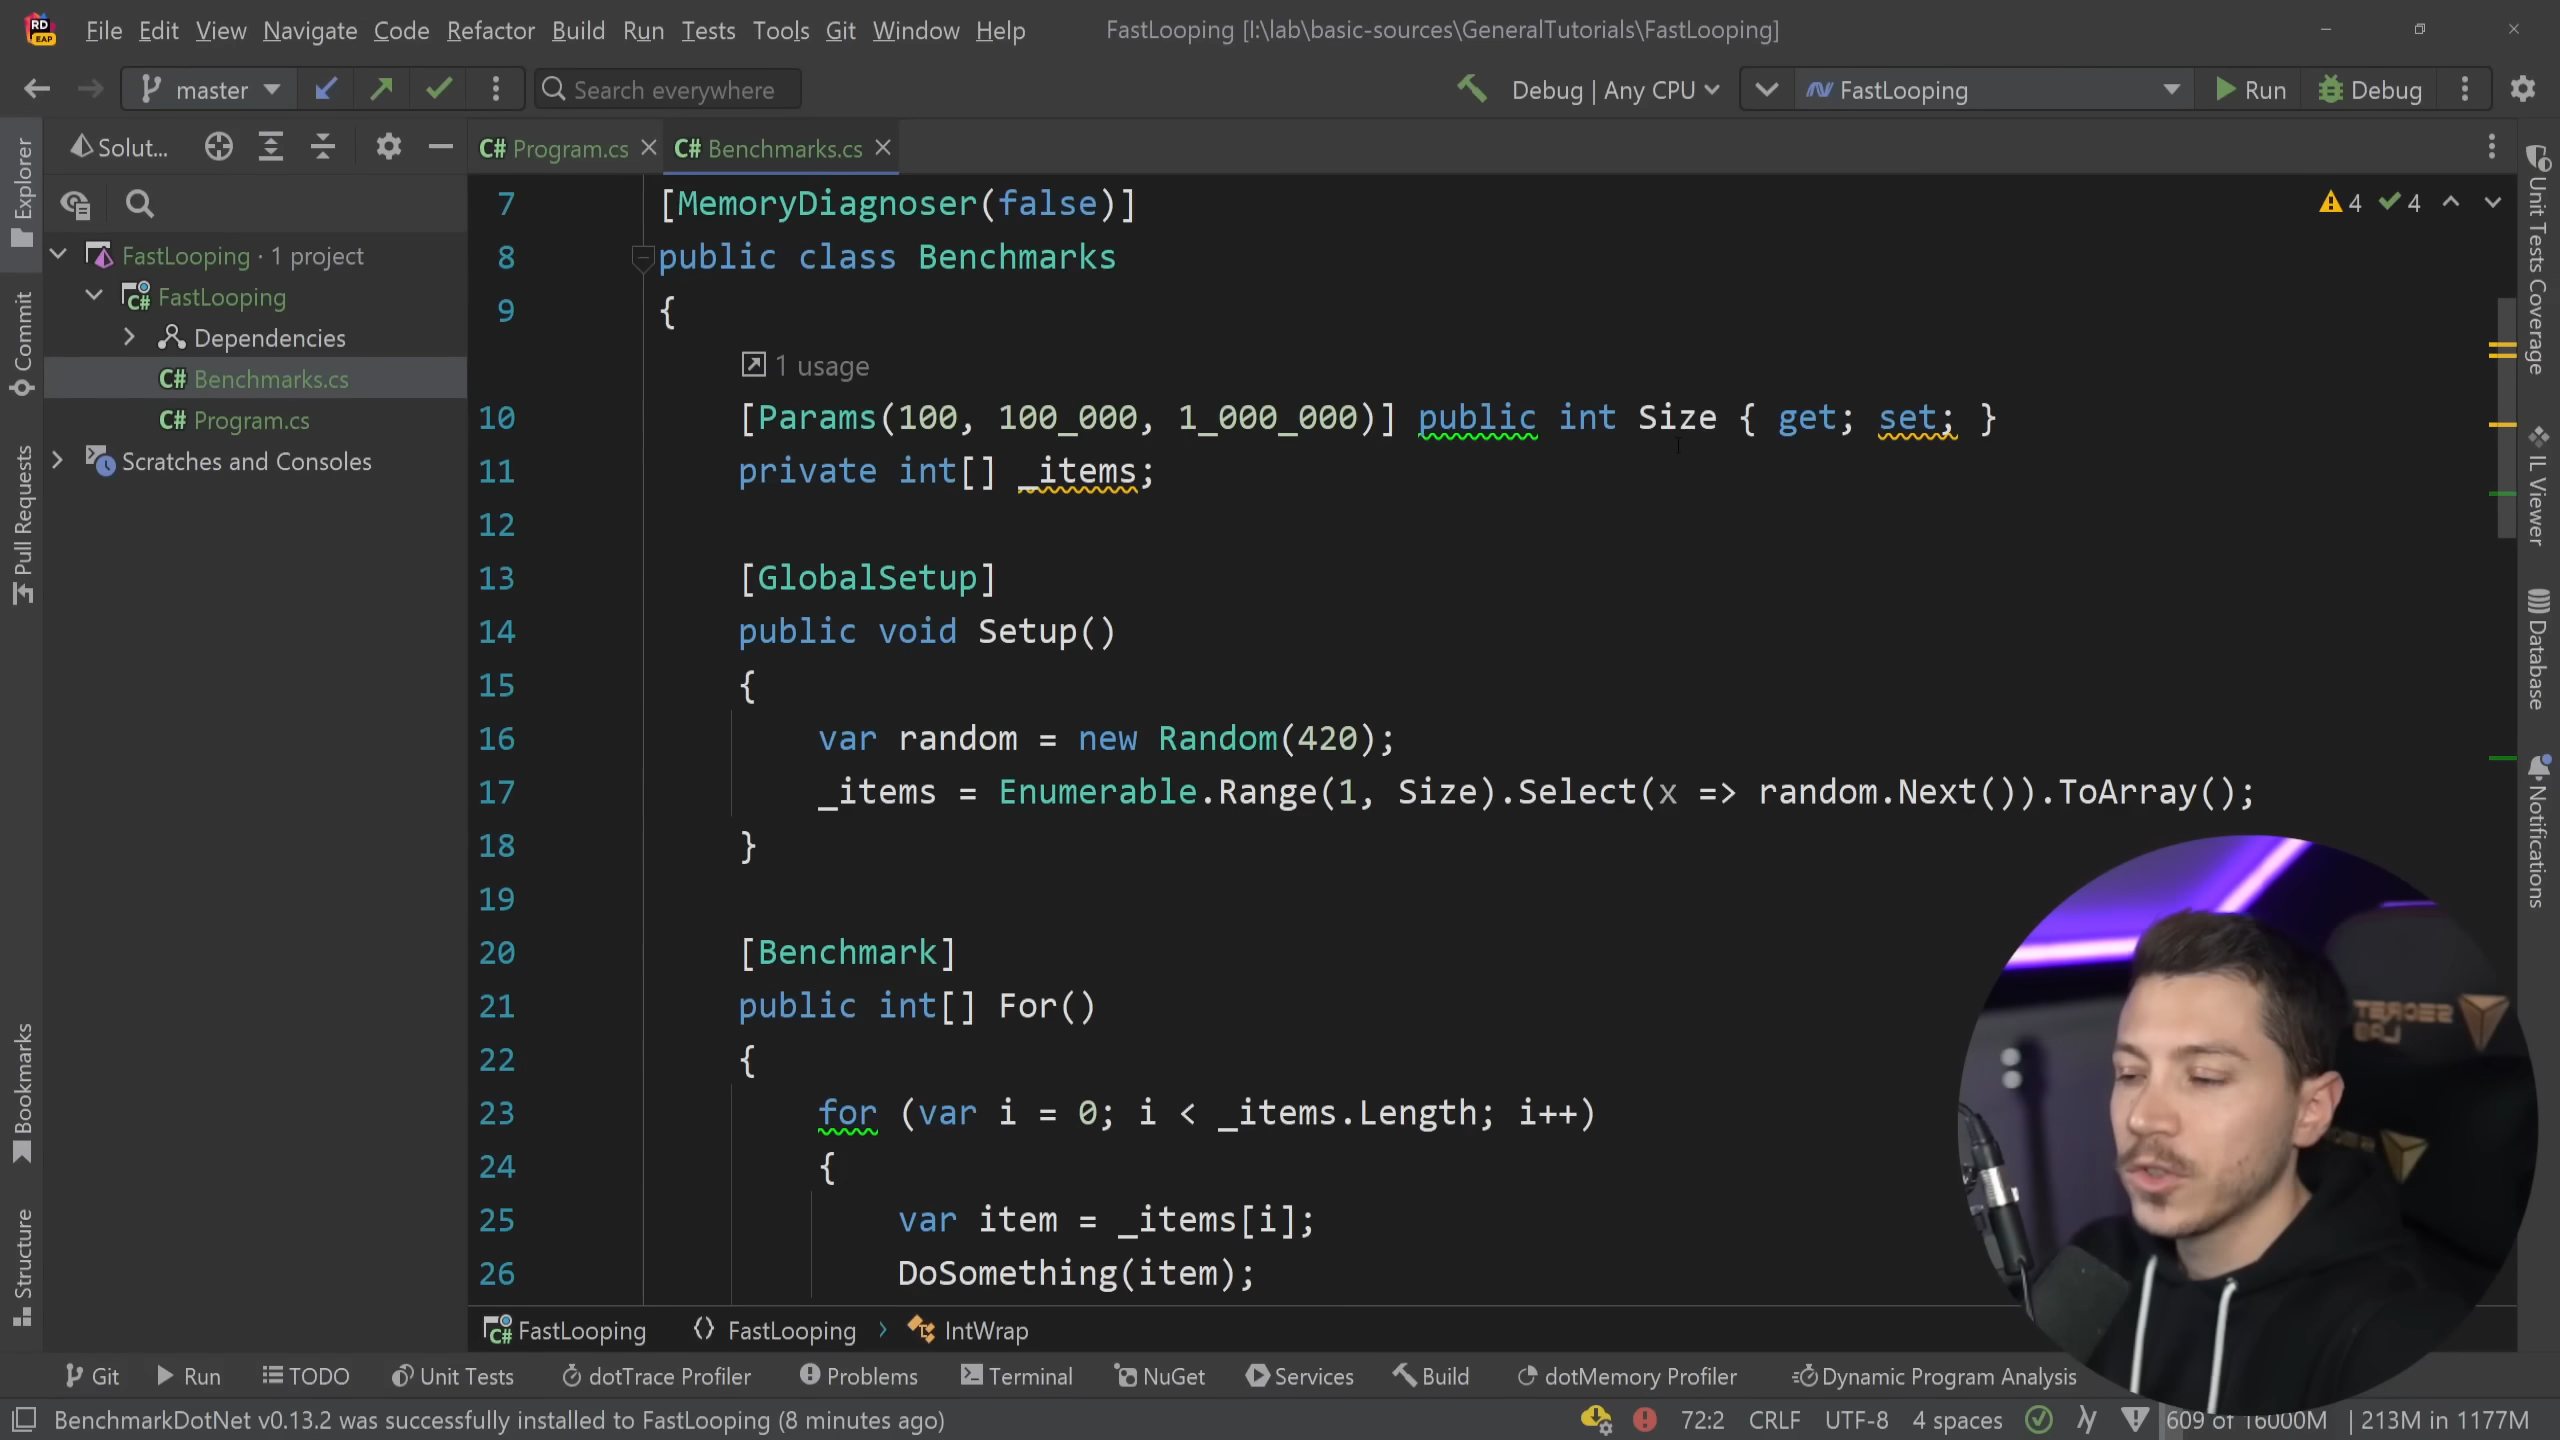 RD
EAP
File Edit View Navigate Code Refactor Build Run Tests Tools Git Window Help
FastLooping [I:\lab\basic-sources\GeneralTutorials\FastLooping]
master
Search everywhere
Debug | Any CPU
FastLooping
Run
Debug
Solut...
C# Program.cs
C# Benchmarks.cs
4 4
FastLooping · 1 project
C# FastLooping
Dependencies
C# Benchmarks.cs
C# Program.cs
Scratches and Consoles
Explorer
Commit
Pull Requests
Bookmarks
Structure
7 [MemoryDiagnoser(false)]
8 public class Benchmarks
9 {
1 usage
10 [Params(100, 100_000, 1_000_000)] public int Size { get; set; }
11 private int[] _items;
12
13 [GlobalSetup]
14 public void Setup()
15 {
16 var random = new Random(420);
17 _items = Enumerable.Range(1, Size).Select(x => random.Next()).ToArray();
18 }
19
20 [Benchmark]
21 public int[] For()
22 {
23 for (var i = 0; i < _items.Length; i++)
24 {
25 var item = _items[i];
26 DoSomething(item);
Unit Tests Coverage
IL Viewer
Database
Notifications
SECRET
LAB
C# FastLooping FastLooping › IntWrap
Git Run TODO Unit Tests dotTrace Profiler Problems Terminal NuGet Services Build dotMemory Profiler Dynamic Program Analysis
BenchmarkDotNet v0.13.2 was successfully installed to FastLooping (8 minutes ago)
72:2 CRLF UTF-8 4 spaces 609 of 16000M | 213M in 1177M